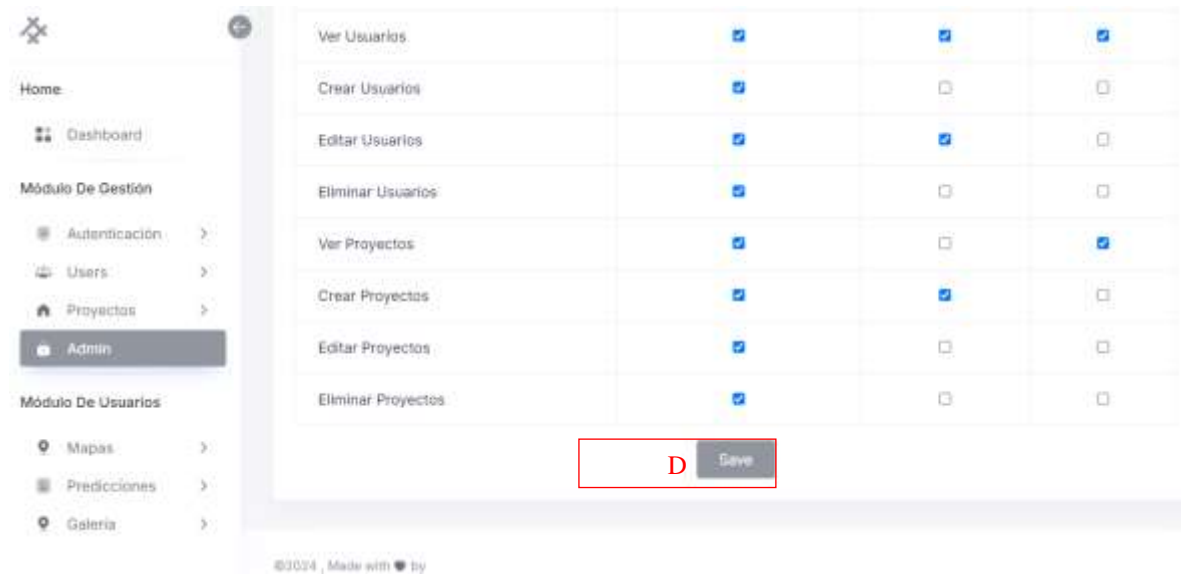 Home
Dashboard
Módulo De Gestión
Autenticación
Users
Proyectos
Admin
Módulo De Usuarios
Mapas
Predicciones
Galería
Ver Usuarios
Crear Usuarios
Editar Usuarios
Eliminar Usuarios
Ver Proyectos
Crear Proyectos
Editar Proyectos
Eliminar Proyectos
D Save
©2024 , Made with by